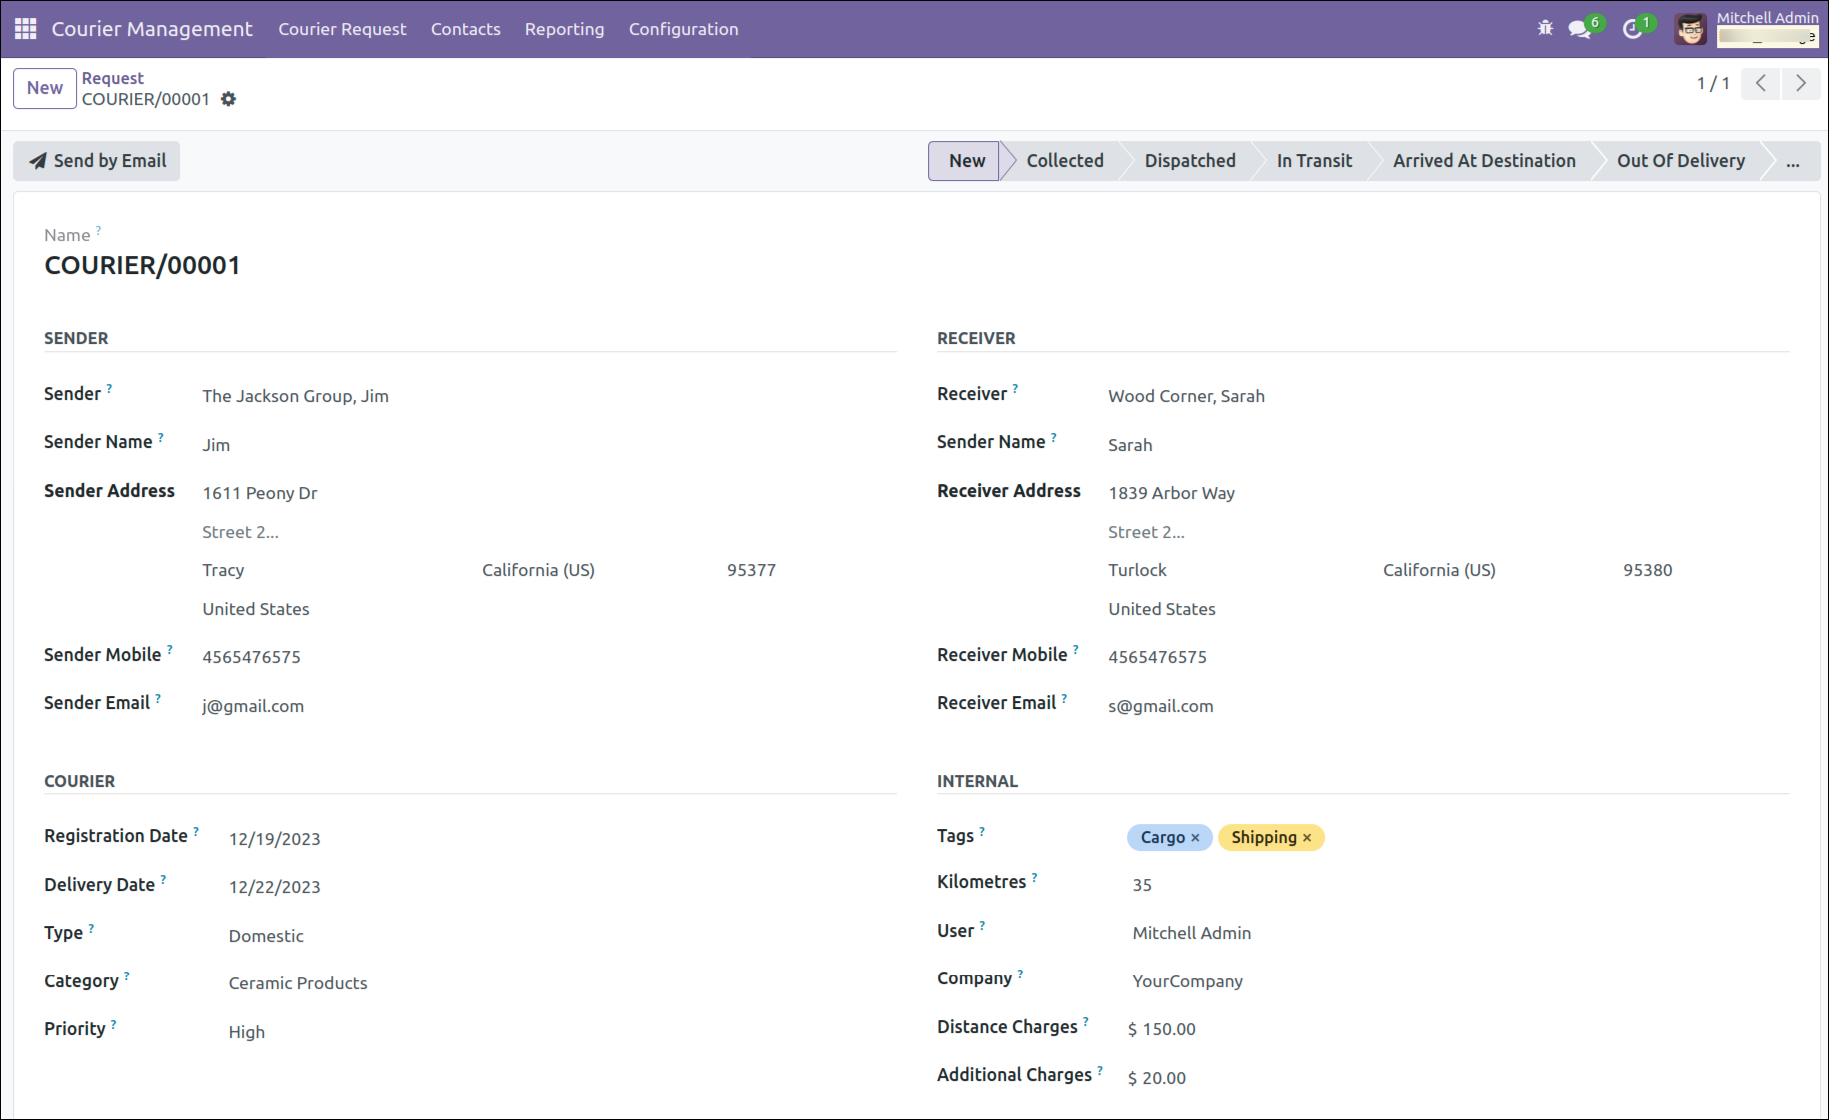 Courier Management Courier Request Contacts Reporting Configuration 6 1 Mitchell Admin
New Request
COURIER/00001
1 / 1
Send by Email
New Collected Dispatched In Transit Arrived At Destination Out Of Delivery ...
Name ?
COURIER/00001
SENDER
Sender ? The Jackson Group, Jim
Sender Name ? Jim
Sender Address 1611 Peony Dr
Street 2...
Tracy California (US) 95377
United States
Sender Mobile ? 4565476575
Sender Email ? j@gmail.com
RECEIVER
Receiver ? Wood Corner, Sarah
Sender Name ? Sarah
Receiver Address 1839 Arbor Way
Street 2...
Turlock California (US) 95380
United States
Receiver Mobile ? 4565476575
Receiver Email ? s@gmail.com
COURIER
Registration Date ? 12/19/2023
Delivery Date ? 12/22/2023
Type ? Domestic
Category ? Ceramic Products
Priority ? High
INTERNAL
Tags ? Cargo × Shipping ×
Kilometres ? 35
User ? Mitchell Admin
Company ? YourCompany
Distance Charges ? $ 150.00
Additional Charges ? $ 20.00